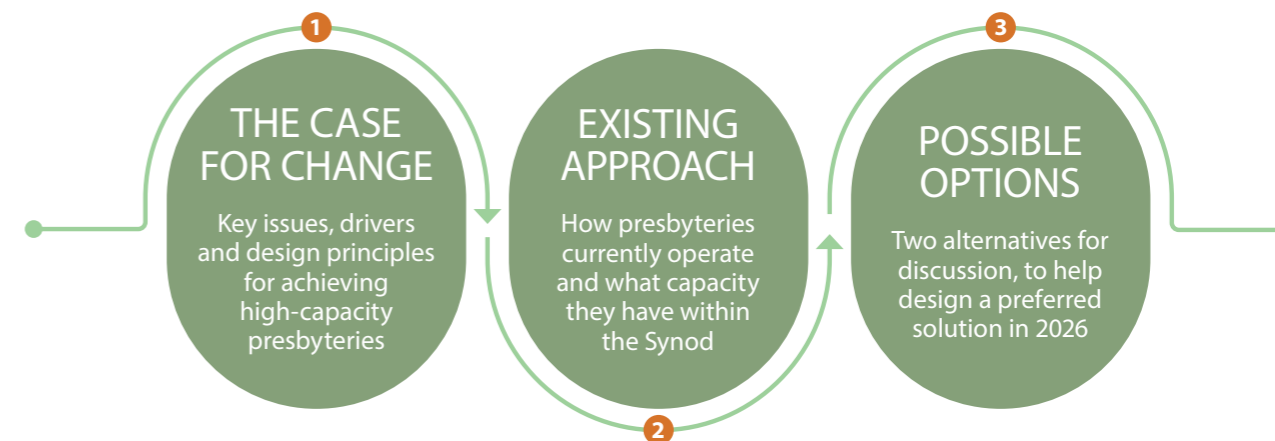 1
THE CASE
FOR CHANGE
Key issues, drivers
and design principles
for achieving
high-capacity
presbyteries
2
EXISTING
APPROACH
How presbyteries
currently operate
and what capacity
they have within
the Synod
3
POSSIBLE
OPTIONS
Two alternatives for
discussion, to help
design a preferred
solution in 2026